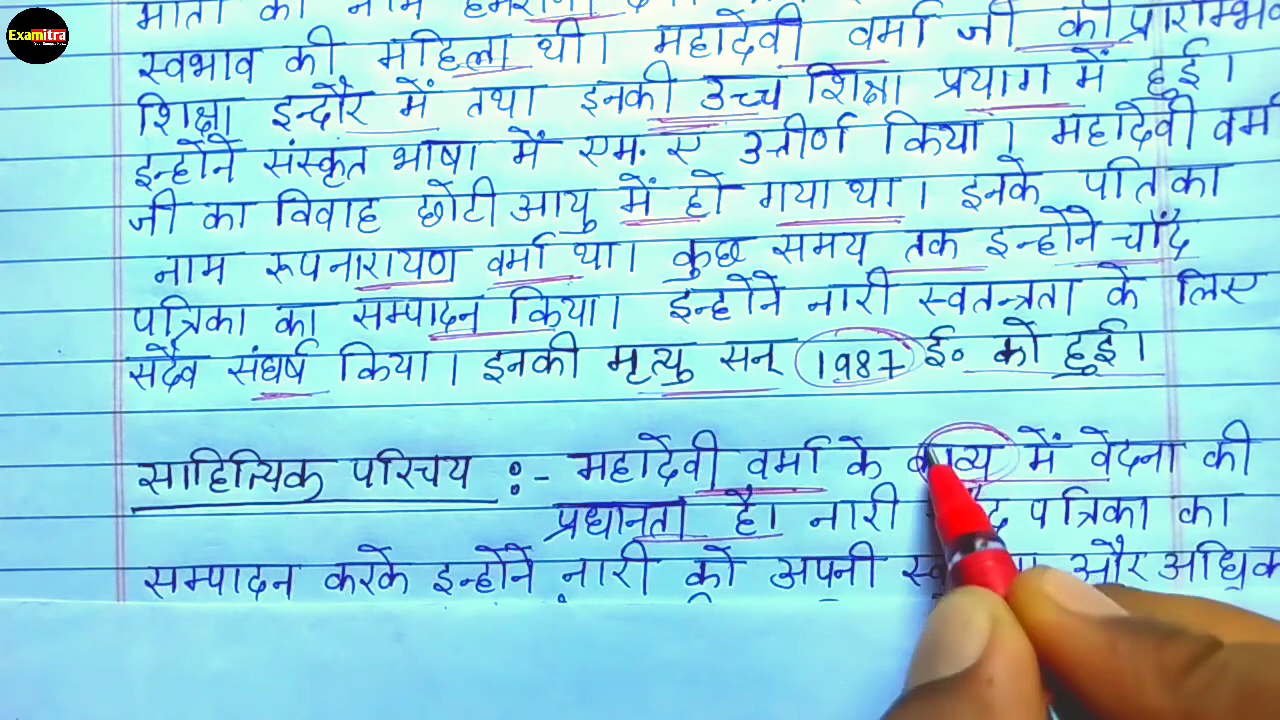 Examitra
माता का नाम हेमरानी
स्वभाव की महिला थी। महादेवी वर्मा जी की प्रारम्भिक
शिक्षा इन्दौर में तथा इनकी उच्च शिक्षा प्रयाग में हुई।
इन्होंने संस्कृत भाषा में एम. ए उत्तीर्ण किया। महादेवी वर्मा
जी का विवाह छोटी आयु में हो गया था। इनके पति का
नाम रूपनारायण वर्मा था। कुछ समय तक इन्होंने चाँद
पत्रिका का सम्पादन किया। इन्होंने नारी स्वतन्त्रता के लिए
सदैव संघर्ष किया। इनकी मृत्यु सन् 1987 ई० को हुई।
साहित्यिक परिचय :- महादेवी वर्मा के काव्य में वेदना की
प्रधानता है। नारी पत्रिका का
सम्पादन करके इन्होंने नारी को अपनी और अधिक